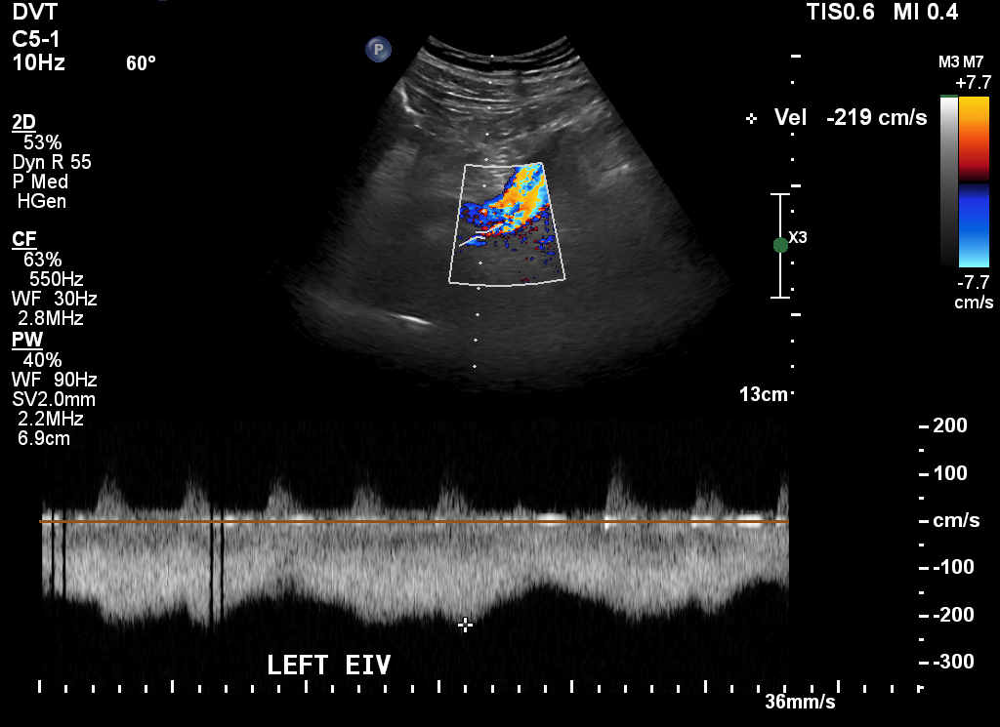 DVT
TIS0.6 MI 0.4
C5-1
10Hz
60°
P
M3 M7
+7.7
Vel -219 cm/s
2D
53%
Dyn R 55
P Med
HGen
CF
63%
550Hz
WF 30Hz
2.8MHz
X3
-7.7
cm/s
PW
40%
WF 90Hz
SV2.0mm
2.2MHz
6.9cm
13cm
200
100
cm/s
-100
-200
-300
LEFT EIV
36mm/s